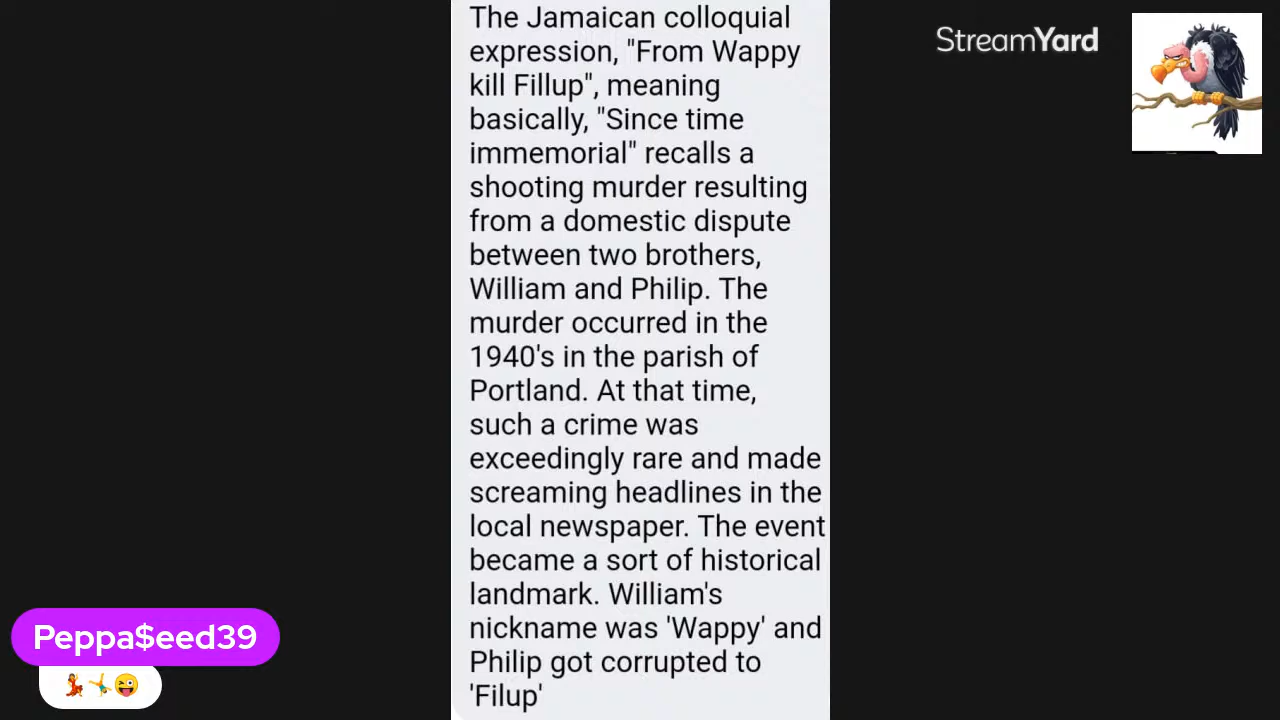 The Jamaican colloquial
expression, "From Wappy
kill Fillup", meaning
basically, "Since time
immemorial" recalls a
shooting murder resulting
from a domestic dispute
between two brothers,
William and Philip. The
murder occurred in the
1940's in the parish of
Portland. At that time,
such a crime was
exceedingly rare and made
screaming headlines in the
local newspaper. The event
became a sort of historical
landmark. William's
nickname was 'Wappy' and
Philip got corrupted to
'Filup'
StreamYard
Peppa$eed39
💃🤸😜